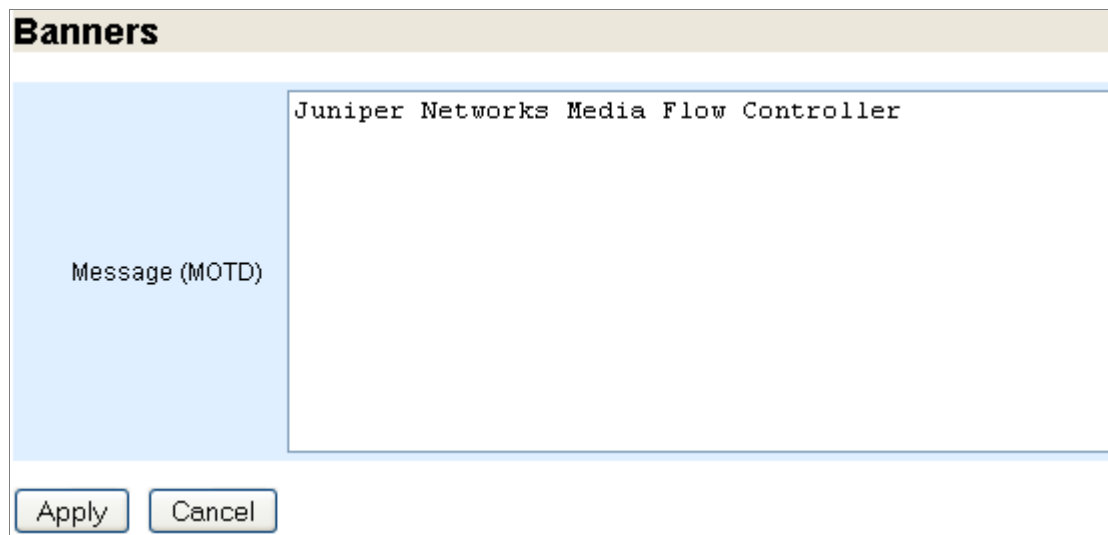 Banners
Juniper Networks Media Flow Controller
Message (MOTD)
Apply Cancel